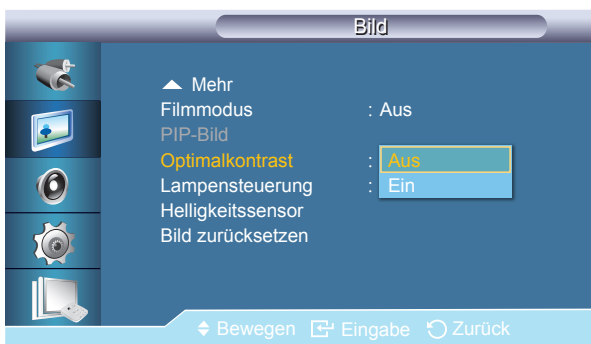 Bild
Mehr
Filmmodus : Aus
PIP-Bild
Optimalkontrast : Aus
Lampensteuerung : Ein
Helligkeitssensor
Bild zurücksetzen
Bewegen Eingabe Zurück